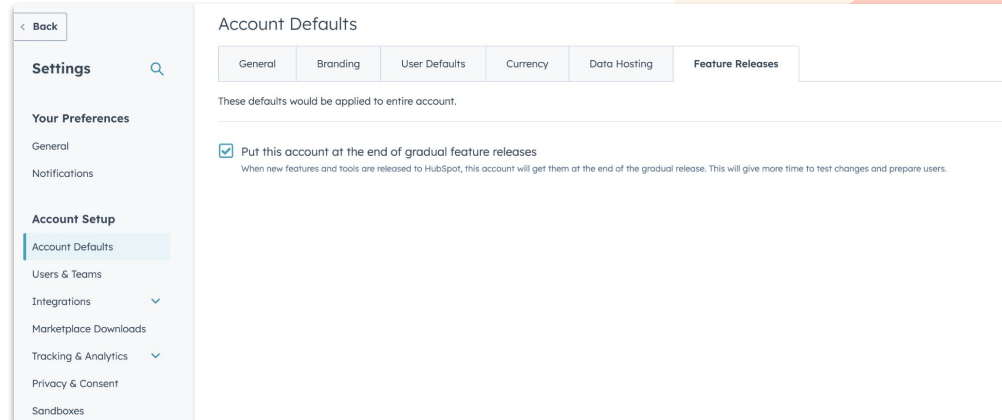 Back
Settings
Your Preferences
General
Notifications
Account Setup
Account Defaults
Users & Teams
Integrations
Marketplace Downloads
Tracking & Analytics
Privacy & Consent
Sandboxes
Account Defaults
General Branding User Defaults Currency Data Hosting Feature Releases
These defaults would be applied to entire account.
Put this account at the end of gradual feature releases
When new features and tools are released to HubSpot, this account will get them at the end of the gradual release. This will give more time to test changes and prepare users.